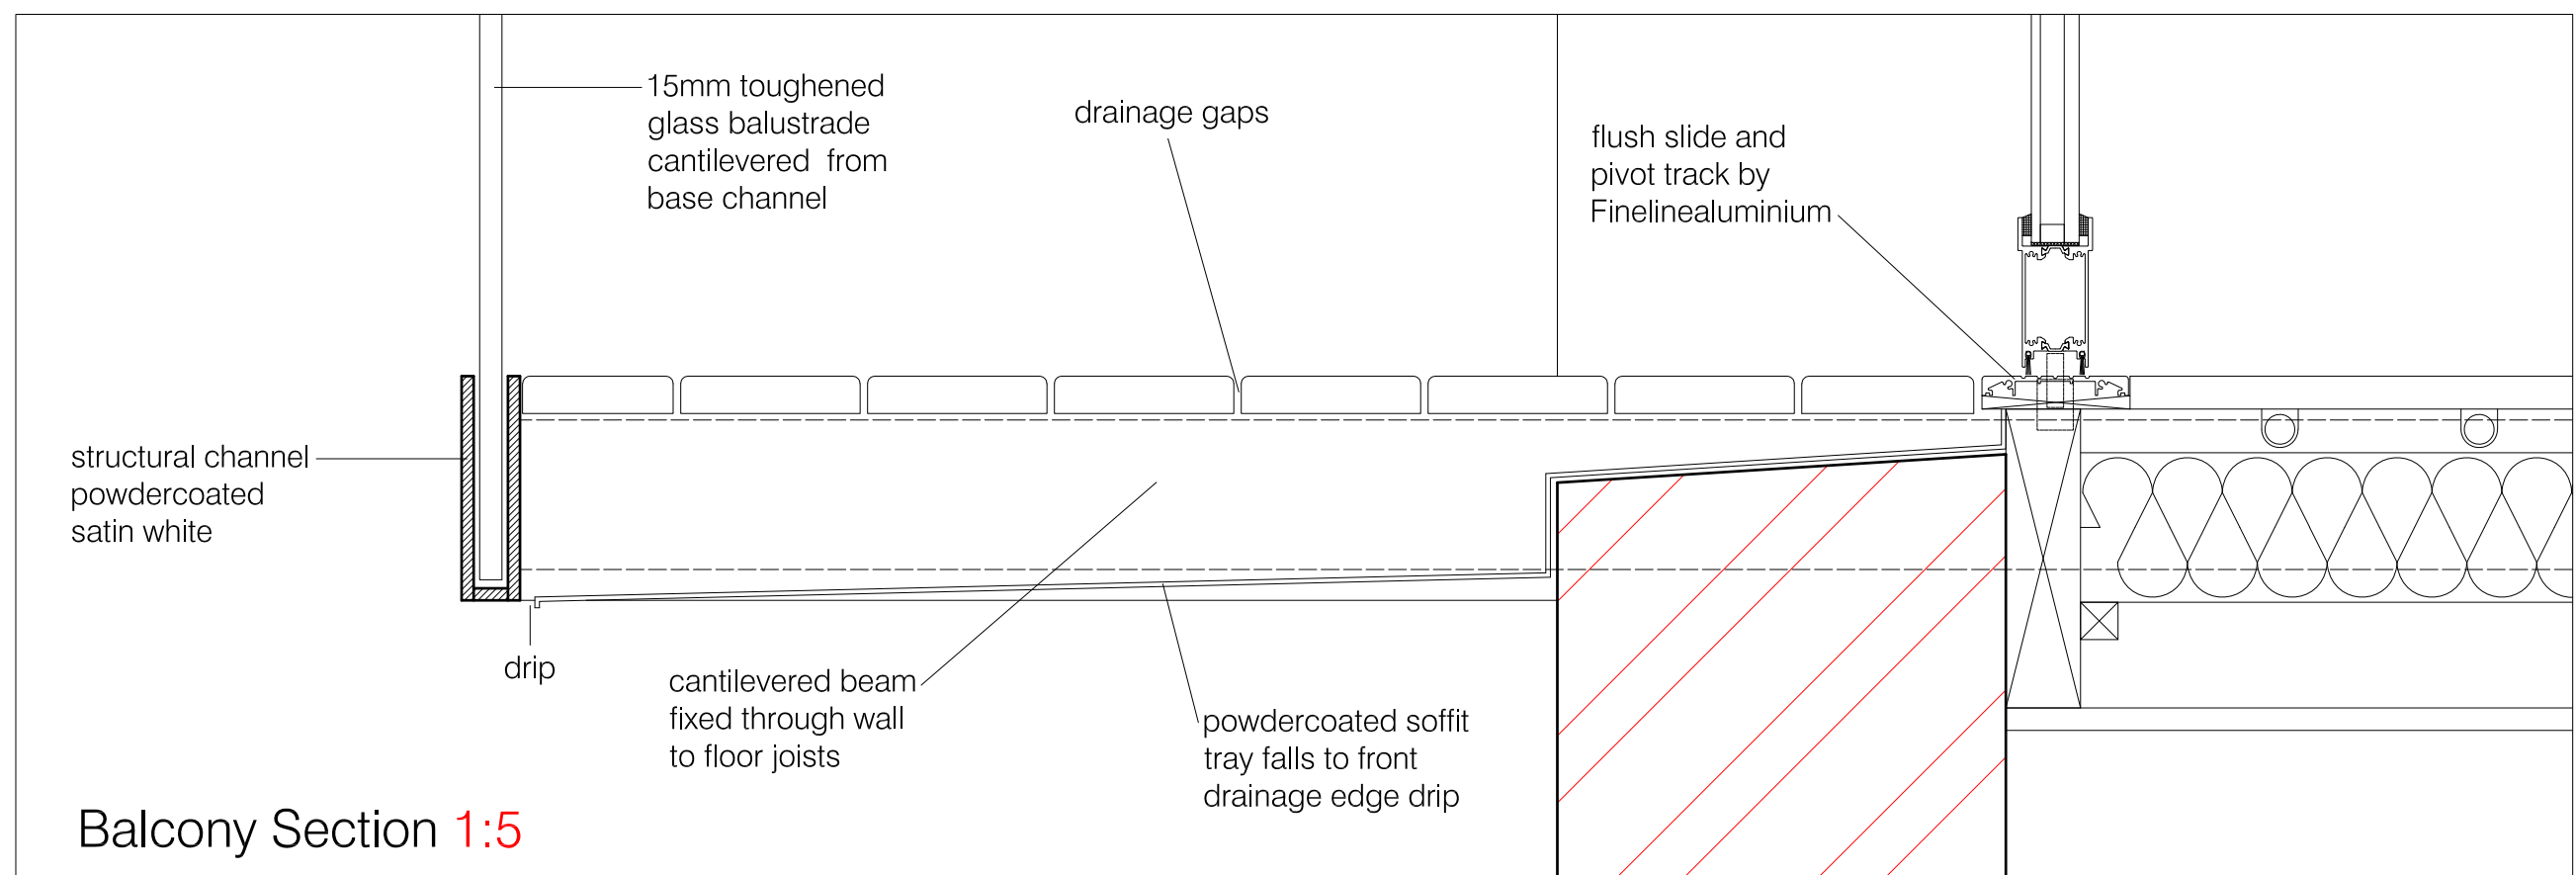 15mm toughened
glass balustrade
cantilevered from
base channel
drainage gaps
flush slide and
pivot track by
Finelinealuminium
structural channel
powdercoated
satin white
drip
cantilevered beam
fixed through wall
to floor joists
powdercoated soffit
tray falls to front
drainage edge drip
Balcony Section 1:5